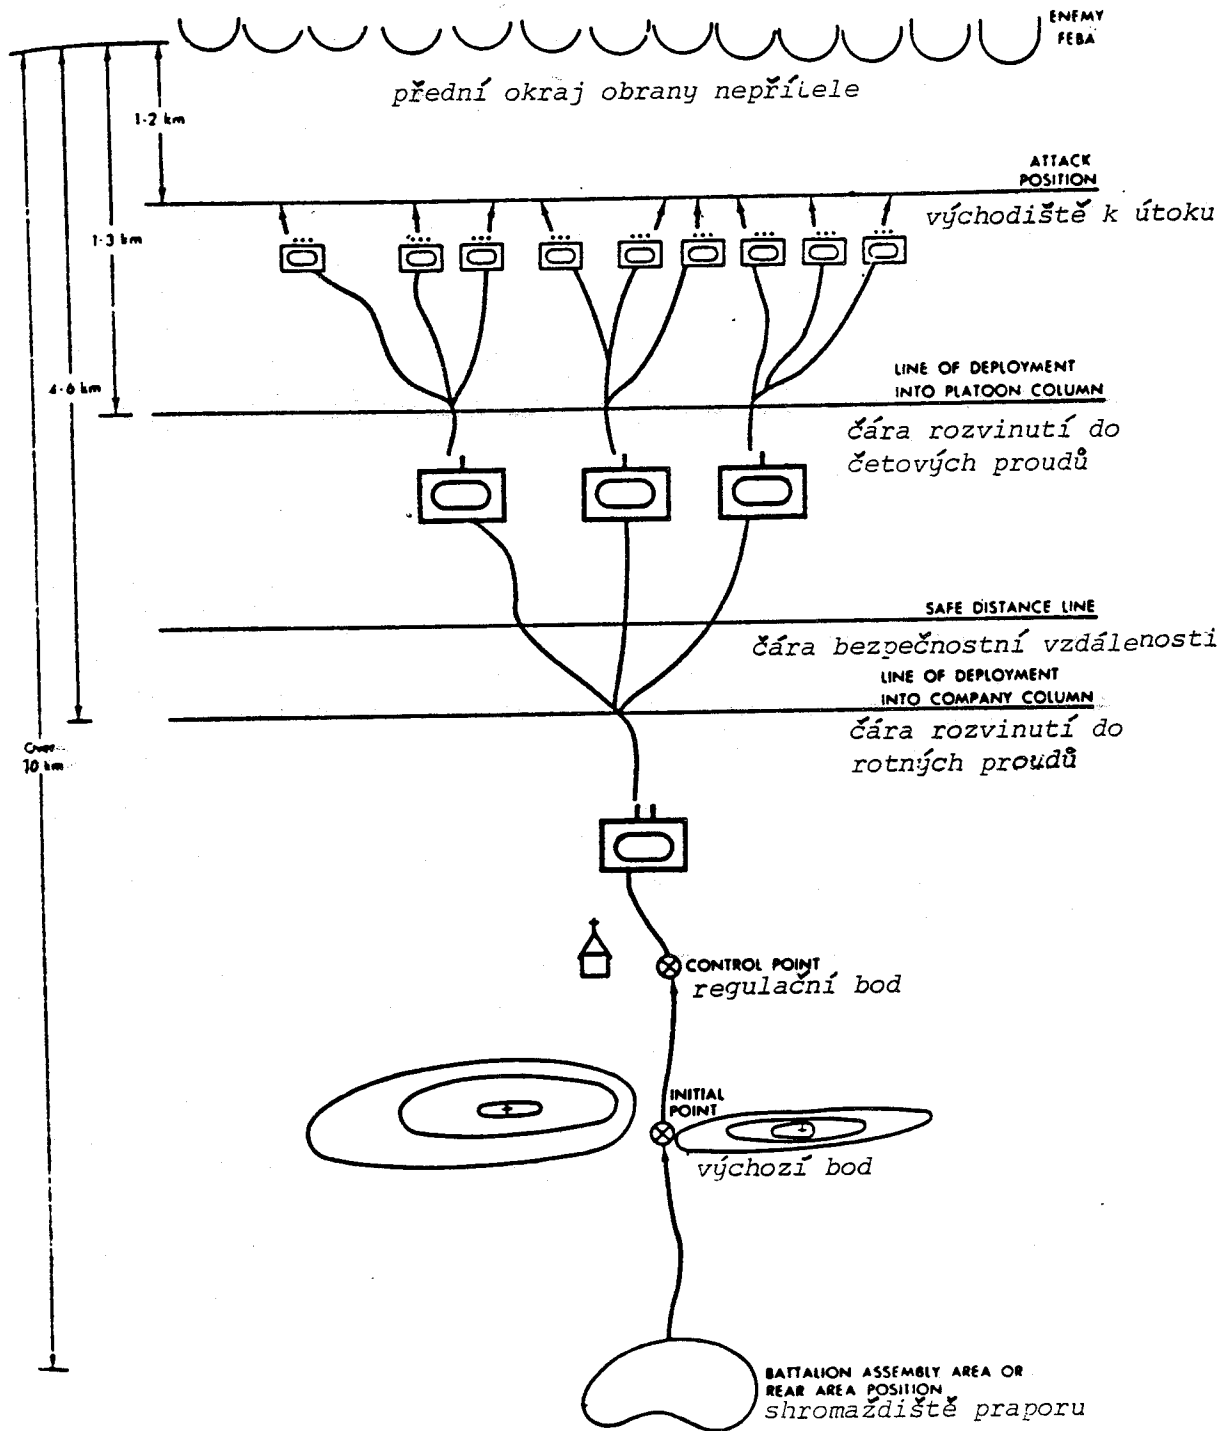 ENEMY
FEBA
přední okraj obrany nepřítele
1-2 km
ATTACK
POSITION
východiště k útoku
1-3 km
LINE OF DEPLOYMENT
INTO PLATOON COLUMN
4-6 km
čára rozvinutí do
četových proudů
SAFE DISTANCE LINE
čára bezpečnostní vzdálenosti
LINE OF DEPLOYMENT
INTO COMPANY COLUMN
čára rozvinutí do
rotných proudů
Over
10 km
CONTROL POINT
regulační bod
INITIAL
POINT
výchozí bod
BATTALION ASSEMBLY AREA OR
REAR AREA POSITION
shromaždiště praporu